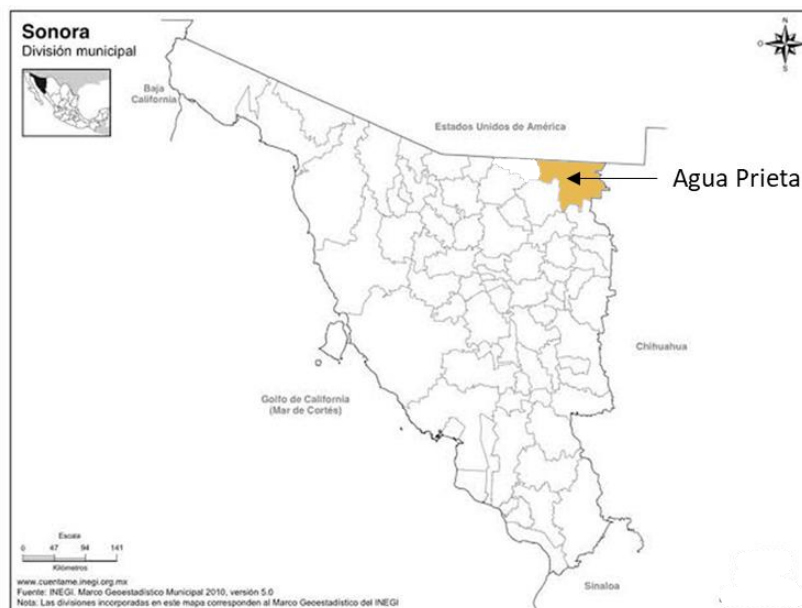 Sonora
División municipal
N
O
E
S
Baja
California
Estados Unidos de América
Agua Prieta
Chihuahua
Golfo de California
(Mar de Cortés)
Escala
0 47 94 141
Kilómetros
Sinaloa
www.cuentame.inegi.org.mx
Fuente: INEGI. Marco Geoestadístico Municipal 2010, versión 5.0
Nota: Las divisiones incorporadas en este mapa corresponden al Marco Geoestadístico del INEGI